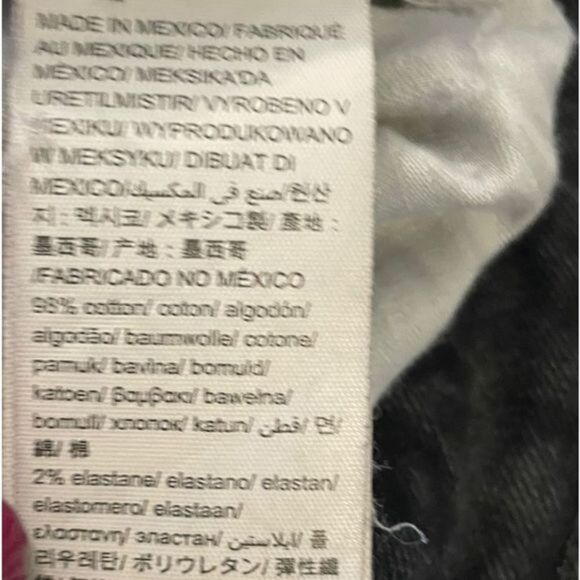 MADE IN MEXICO/ FABRIQUÉ
AU MEXIQUE/ HECHO EN
MÉXICO/ MEKSIKA'DA
ÜRETILMISTIR/ VYROBENO V
MEXIKU/ WYPRODUKOWANO
W MEKSYKU/ DIBUAT DI
MEXICO/صنع في المكسيك/원산
지 : 멕시코/ メキシコ製/ 產地 :
墨西哥/ 产地 : 墨西哥
/FABRICADO NO MÉXICO
98% cotton/ coton/ algodón/
algodão/ baumwolle/ cotone/
pamuk/ bavlna/ bomuld/
katoen/ βαμβακι/ bawełna/
bomull/ хлопок/ katun/ قطن/ 면/
綿/ 棉
2% elastane/ elastano/ elastan/
elastomero/ elastaan/
ελαστανη/ эластан/ ايلاستين/ 폴
리우레탄/ ポリウレタン/ 彈性纖